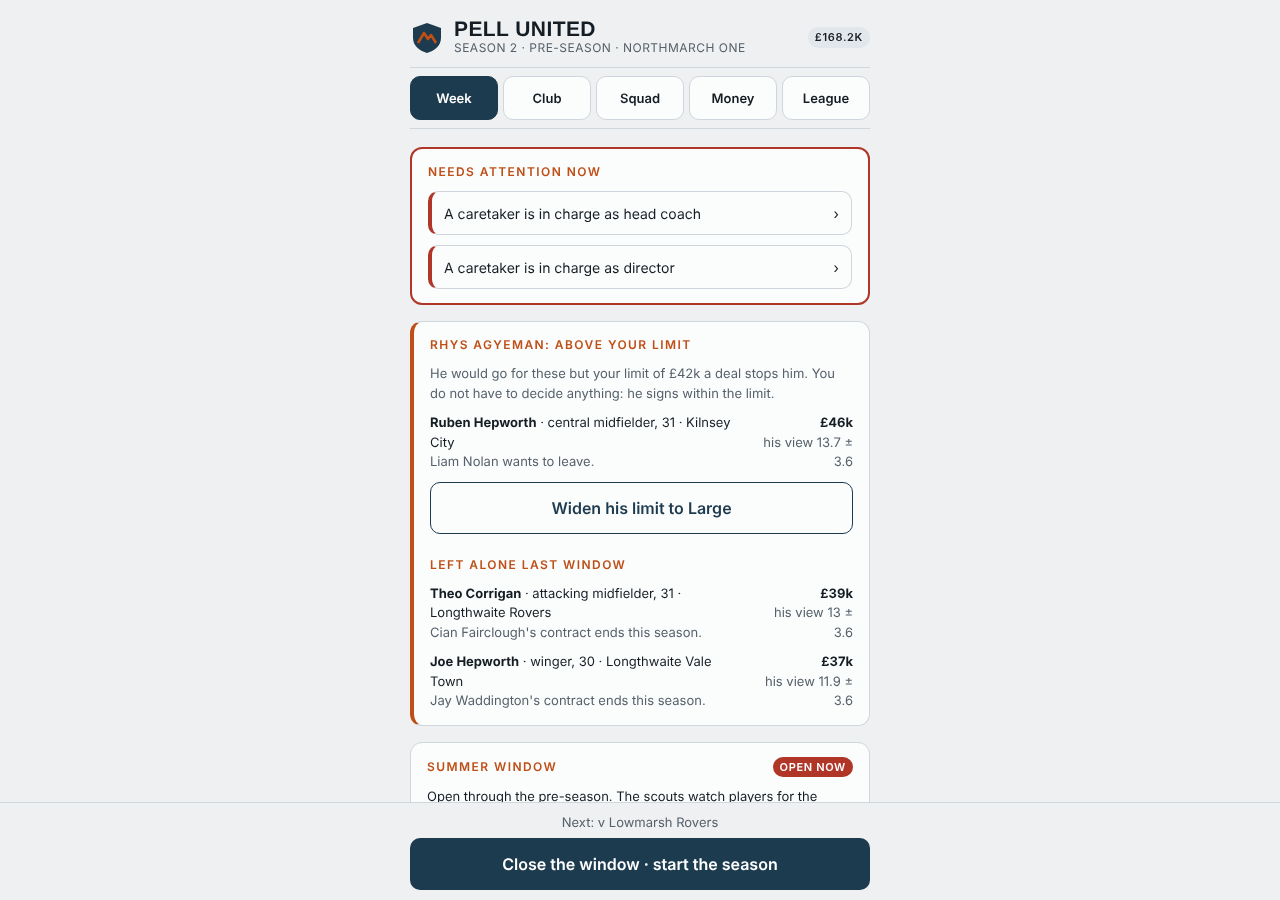 PELL UNITED
SEASON 2 · PRE-SEASON · NORTHMARCH ONE
£168.2K
Week
Club
Squad
Money
League
NEEDS ATTENTION NOW
A caretaker is in charge as head coach ›
A caretaker is in charge as director ›
RHYS AGYEMAN: ABOVE YOUR LIMIT
He would go for these but your limit of £42k a deal stops him. You
do not have to decide anything: he signs within the limit.
Ruben Hepworth · central midfielder, 31 · Kilnsey
City
Liam Nolan wants to leave.
£46k
his view 13.7 ±
3.6
Widen his limit to Large
LEFT ALONE LAST WINDOW
Theo Corrigan · attacking midfielder, 31 ·
Longthwaite Rovers
Cian Fairclough's contract ends this season.
£39k
his view 13 ±
3.6
Joe Hepworth · winger, 30 · Longthwaite Vale
Town
Jay Waddington's contract ends this season.
£37k
his view 11.9 ±
3.6
SUMMER WINDOW
OPEN NOW
Open through the pre-season. The scouts watch players for the
Next: v Lowmarsh Rovers
Close the window · start the season